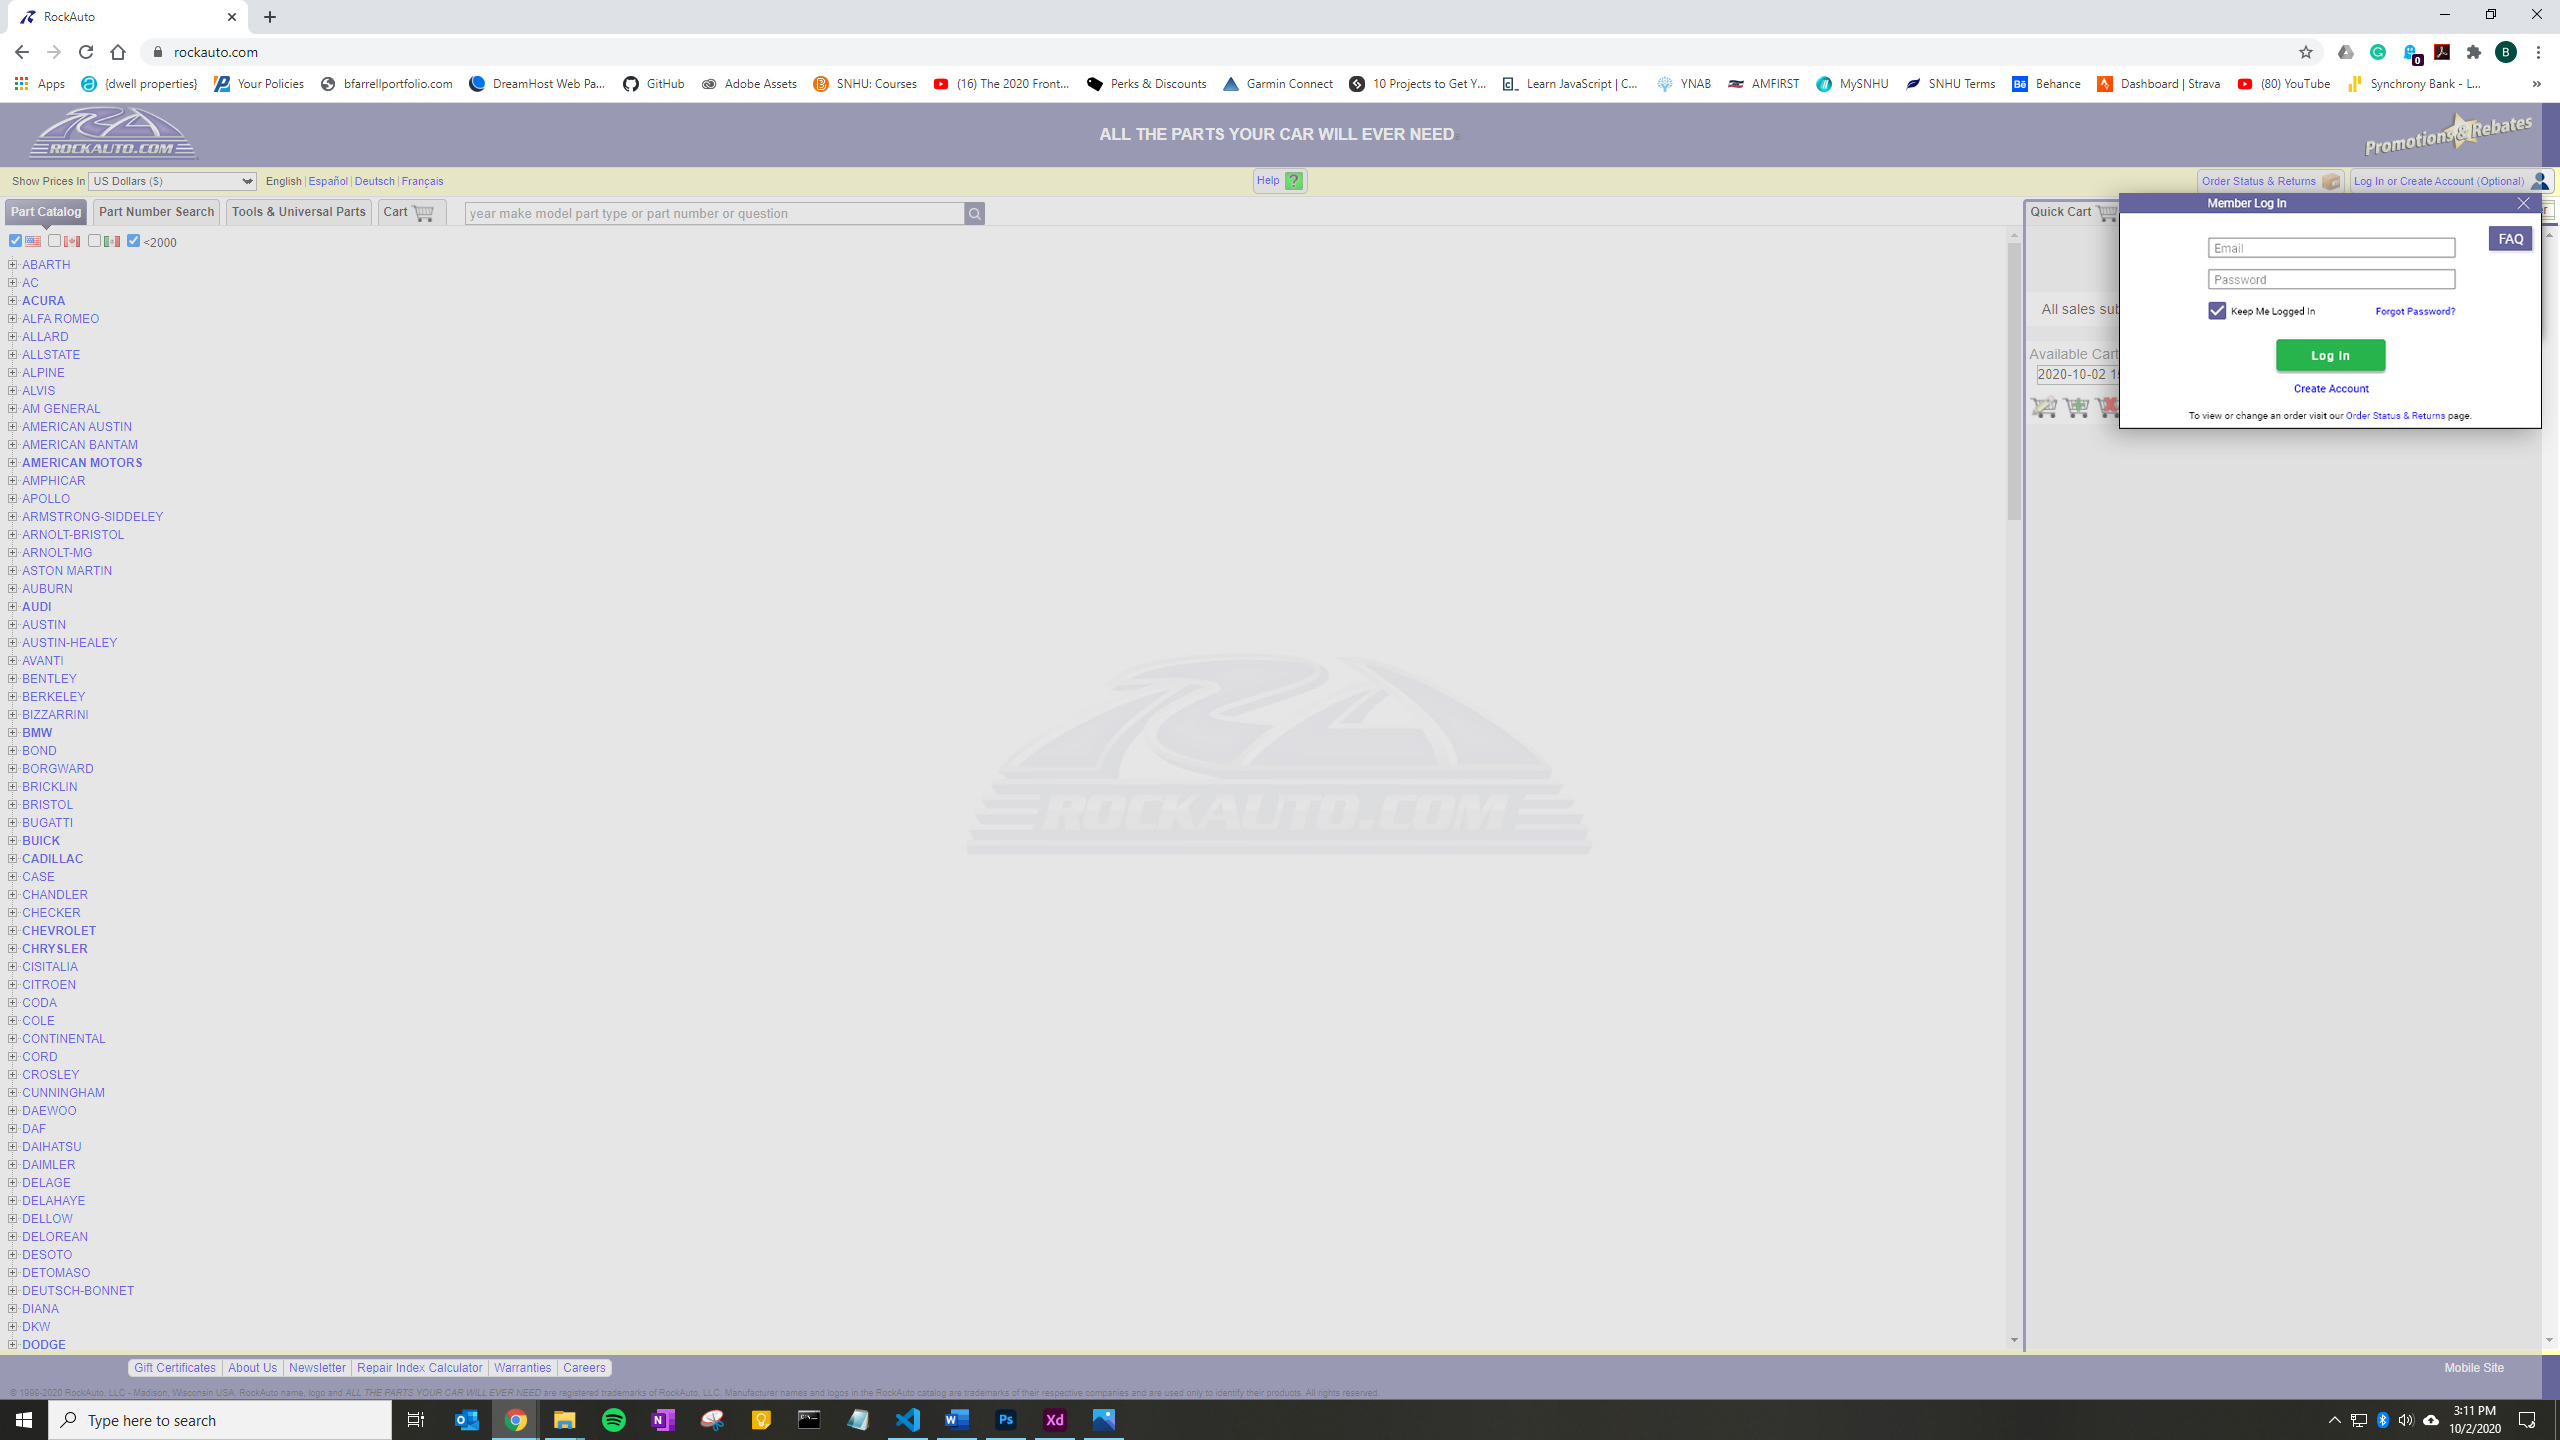 RockAuto
rockauto.com
Apps {dwell properties} Your Policies bfarrellportfolio.com DreamHost Web Pa... GitHub Adobe Assets SNHU: Courses (16) The 2020 Front... Perks & Discounts Garmin Connect 10 Projects to Get Y... Learn JavaScript | C... YNAB AMFIRST MySNHU SNHU Terms Behance Dashboard | Strava (80) YouTube Synchrony Bank - L... »
ROCKAUTO.COM
ALL THE PARTS YOUR CAR WILL EVER NEED
Promotions & Rebates
Show Prices In US Dollars ($) English | Español | Deutsch | Français
Help ?
Order Status & Returns
Log In or Create Account (Optional)
Part Catalog Part Number Search Tools & Universal Parts Cart
year make model part type or part number or question
Quick Cart
<2000
ABARTH
AC
ACURA
ALFA ROMEO
ALLARD
ALLSTATE
ALPINE
ALVIS
AM GENERAL
AMERICAN AUSTIN
AMERICAN BANTAM
AMERICAN MOTORS
AMPHICAR
APOLLO
ARMSTRONG-SIDDELEY
ARNOLT-BRISTOL
ARNOLT-MG
ASTON MARTIN
AUBURN
AUDI
AUSTIN
AUSTIN-HEALEY
AVANTI
BENTLEY
BERKELEY
BIZZARRINI
BMW
BOND
BORGWARD
BRICKLIN
BRISTOL
BUGATTI
BUICK
CADILLAC
CASE
CHANDLER
CHECKER
CHEVROLET
CHRYSLER
CISITALIA
CITROEN
CODA
COLE
CONTINENTAL
CORD
CROSLEY
CUNNINGHAM
DAEWOO
DAF
DAIHATSU
DAIMLER
DELAGE
DELAHAYE
DELLOW
DELOREAN
DESOTO
DETOMASO
DEUTSCH-BONNET
DIANA
DKW
DODGE
ROCKAUTO.COM
All sales sub
Available Cart
2020-10-02 1
Member Log In
FAQ
Email
Password
Keep Me Logged In Forgot Password?
Log In
Create Account
To view or change an order visit our Order Status & Returns page.
Gift Certificates About Us Newsletter Repair Index Calculator Warranties Careers
Mobile Site
© 1999-2020 RockAuto, LLC - Madison, Wisconsin USA. RockAuto name, logo and ALL THE PARTS YOUR CAR WILL EVER NEED are registered trademarks of RockAuto, LLC. Manufacturer names and logos in the RockAuto catalog are trademarks of their respective companies and are used only to identify their products. All rights reserved.
Type here to search
3:11 PM
10/2/2020